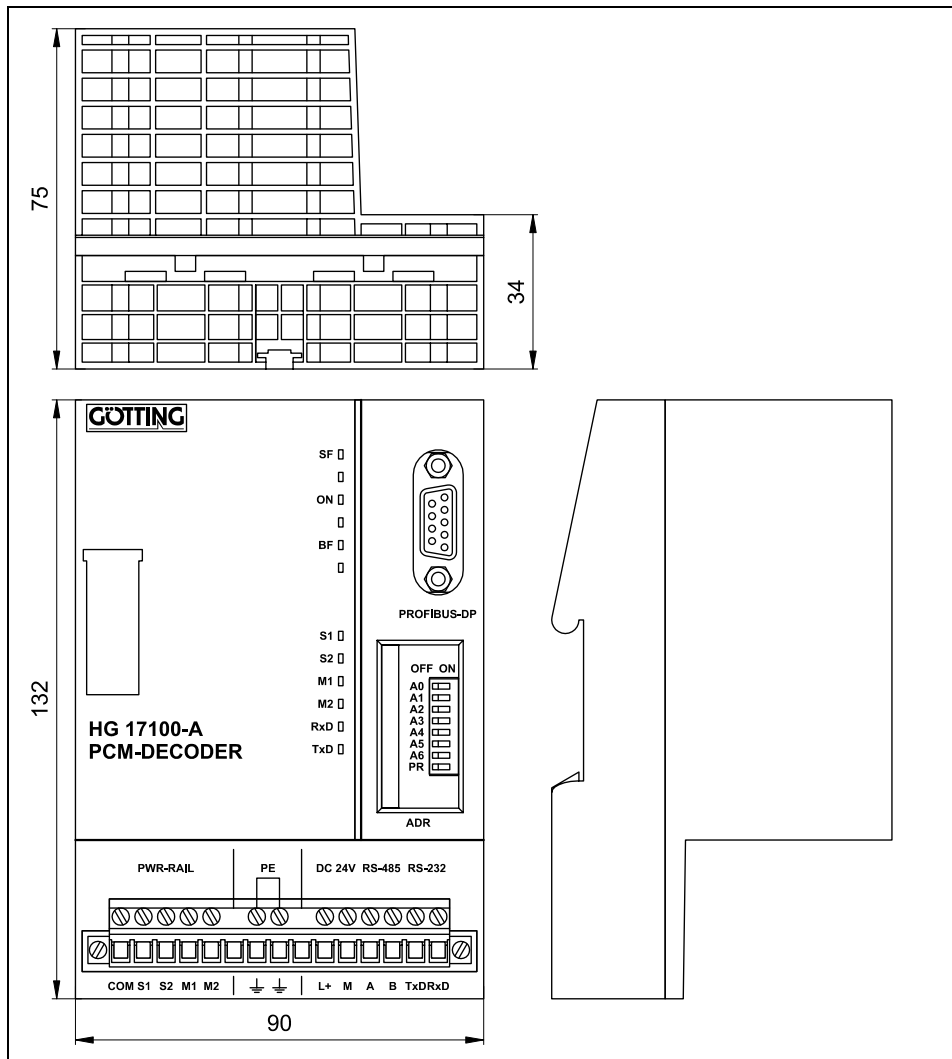 75
34
GÖTTING
SF
ON
BF
PROFIBUS-DP
S1
S2
M1
M2
RxD
TxD
OFF ON
A0
A1
A2
A3
A4
A5
A6
PR
ADR
132
HG 17100-A
PCM-DECODER
PWR-RAIL PE DC 24V RS-485 RS-232
COM S1 S2 M1 M2 L+ M A B TxD RxD
90